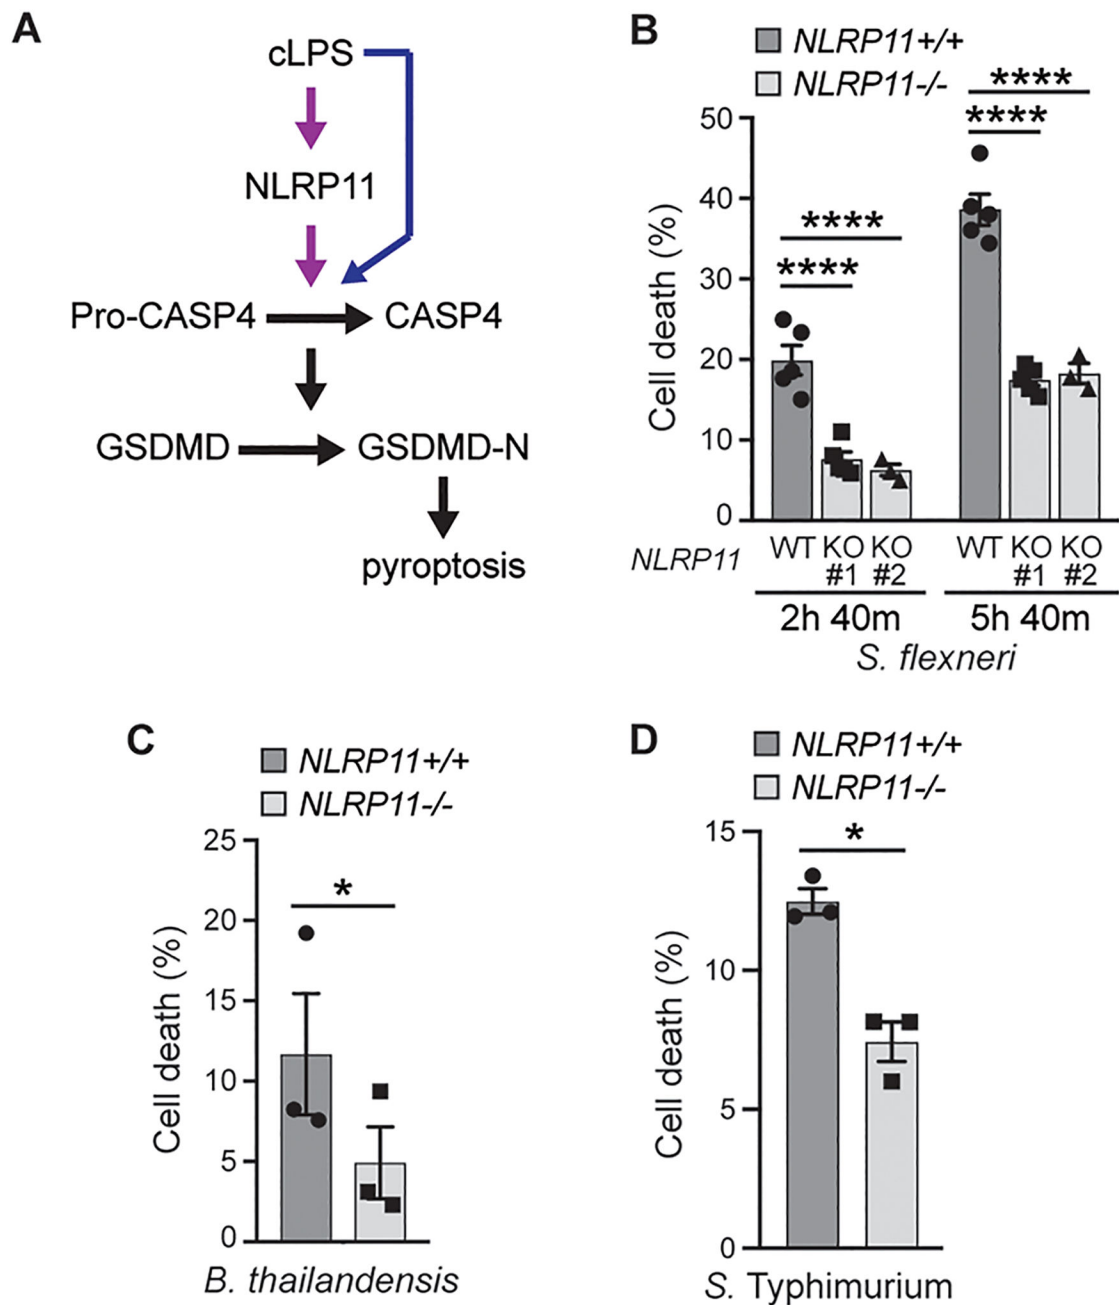 A
cLPS
NLRP11
Pro-CASP4 CASP4
GSDMD GSDMD-N
pyroptosis
B
NLRP11+/+
NLRP11-/-
**** ****
**** ****
Cell death (%)
50
40
30
20
10
0
NLRP11 WT KO #1 KO #2 WT KO #1 KO #2
2h 40m 5h 40m
S. flexneri
C
NLRP11+/+
NLRP11-/-
*
Cell death (%)
25
20
15
10
5
0
B. thailandensis
D
NLRP11+/+
NLRP11-/-
*
Cell death (%)
15
10
5
0
S. Typhimurium